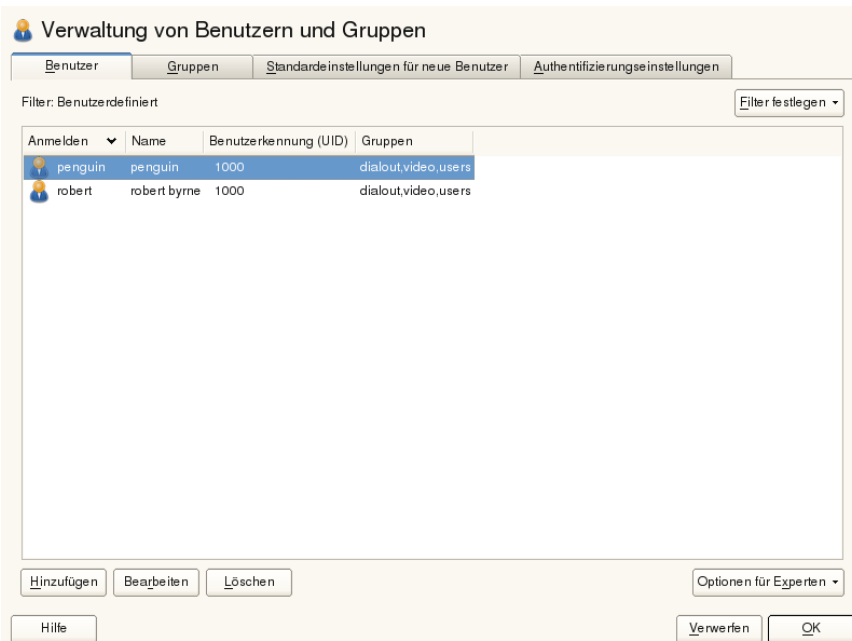 Verwaltung von Benutzern und Gruppen
Benutzer Gruppen Standardeinstellungen für neue Benutzer Authentifizierungseinstellungen
Filter: Benutzerdefiniert Filter festlegen
Anmelden Name Benutzerkennung (UID) Gruppen
penguin penguin 1000 dialout,video,users
robert robert byrne 1000 dialout,video,users
Hinzufügen Bearbeiten Löschen Optionen für Experten
Hilfe Verwerfen OK